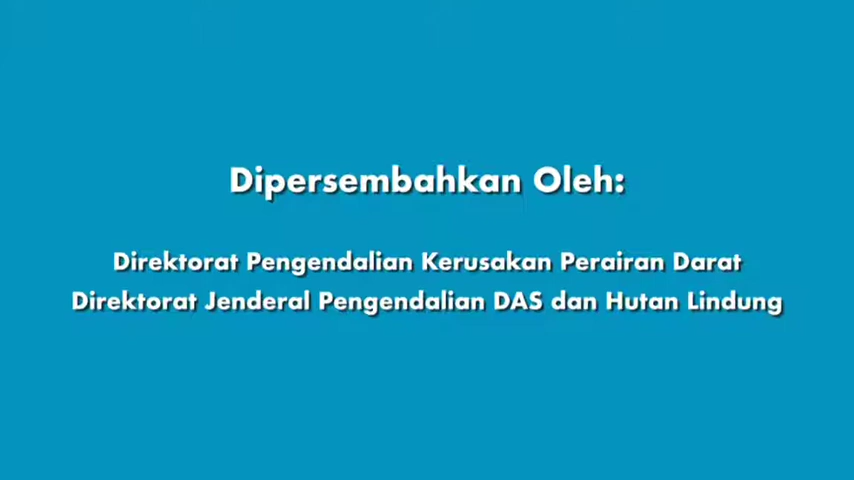 Dipersembahkan Oleh:
Direktorat Pengendalian Kerusakan Perairan Darat
Direktorat Jenderal Pengendalian DAS dan Hutan Lindung